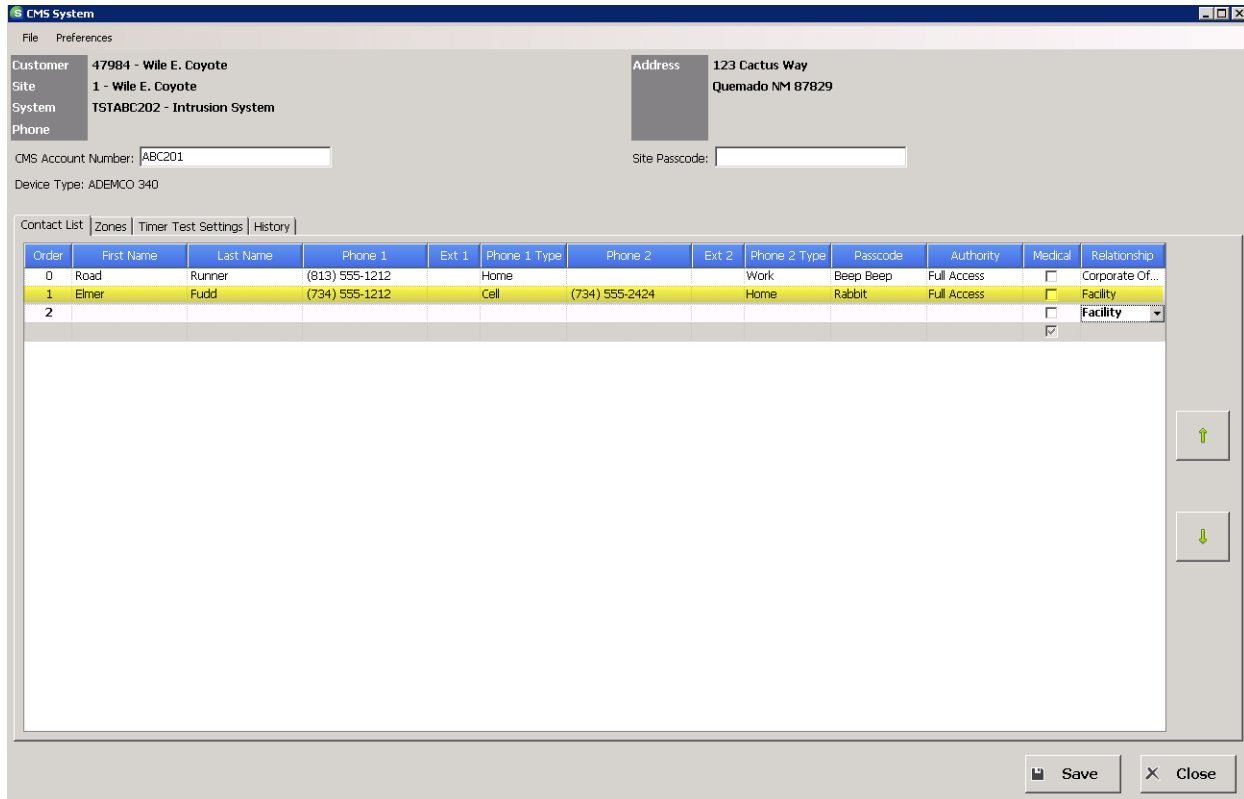 S CMS System
File Preferences
Customer 47984 - Wile E. Coyote Address 123 Cactus Way
Site 1 - Wile E. Coyote Quemado NM 87829
System TSTABC202 - Intrusion System
Phone
CMS Account Number: ABC201 Site Passcode:
Device Type: ADEMCO 340
Contact List Zones Timer Test Settings History
Order First Name Last Name Phone 1 Ext 1 Phone 1 Type Phone 2 Ext 2 Phone 2 Type Passcode Authority Medical Relationship
0 Road Runner (813) 555-1212 Home Work Beep Beep Full Access Corporate Of...
1 Elmer Fudd (734) 555-1212 Cell (734) 555-2424 Home Rabbit Full Access Facility
2 Facility
Save Close